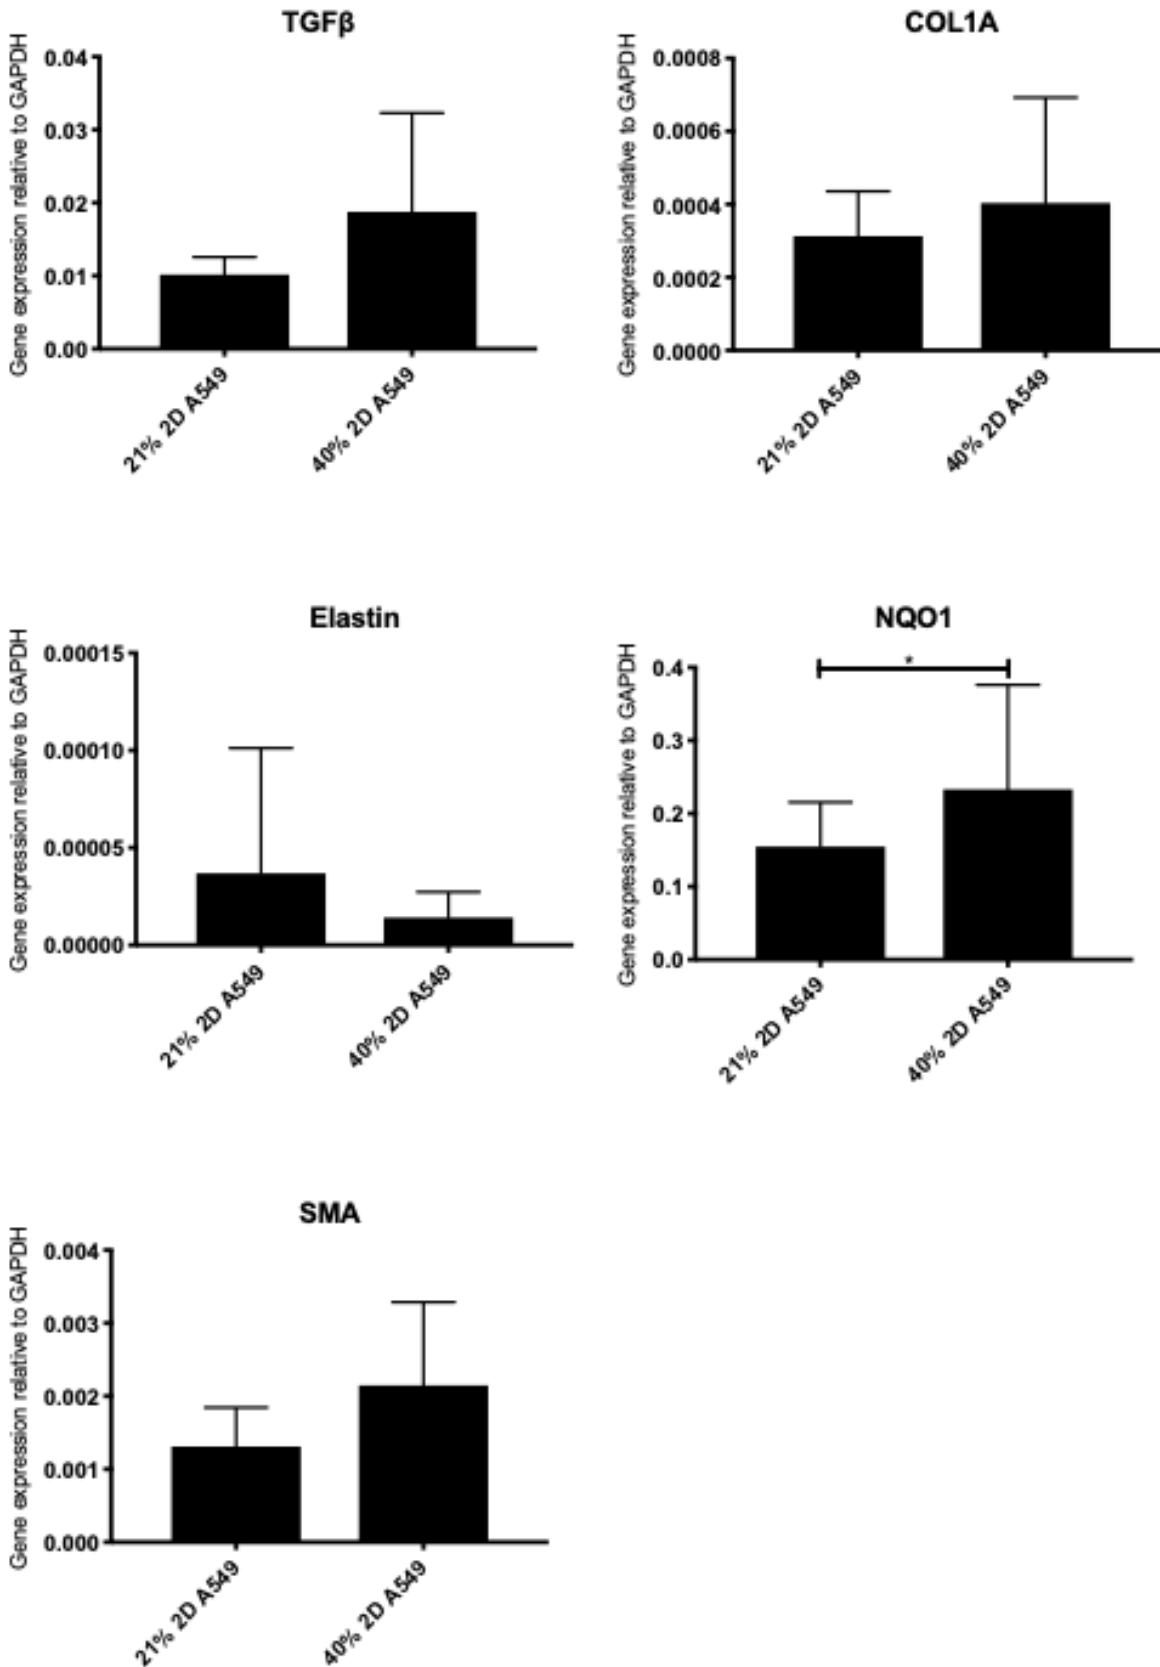 TGFβ
Gene expression relative to GAPDH
0.04
0.03
0.02
0.01
0.00
21% 2D A549
40% 2D A549
COL1A
Gene expression relative to GAPDH
0.0008
0.0006
0.0004
0.0002
0.0000
21% 2D A549
40% 2D A549
Elastin
Gene expression relative to GAPDH
0.00015
0.00010
0.00005
0.00000
21% 2D A549
40% 2D A549
NQO1
Gene expression relative to GAPDH
*
0.4
0.3
0.2
0.1
0.0
21% 2D A549
40% 2D A549
SMA
Gene expression relative to GAPDH
0.004
0.003
0.002
0.001
0.000
21% 2D A549
40% 2D A549